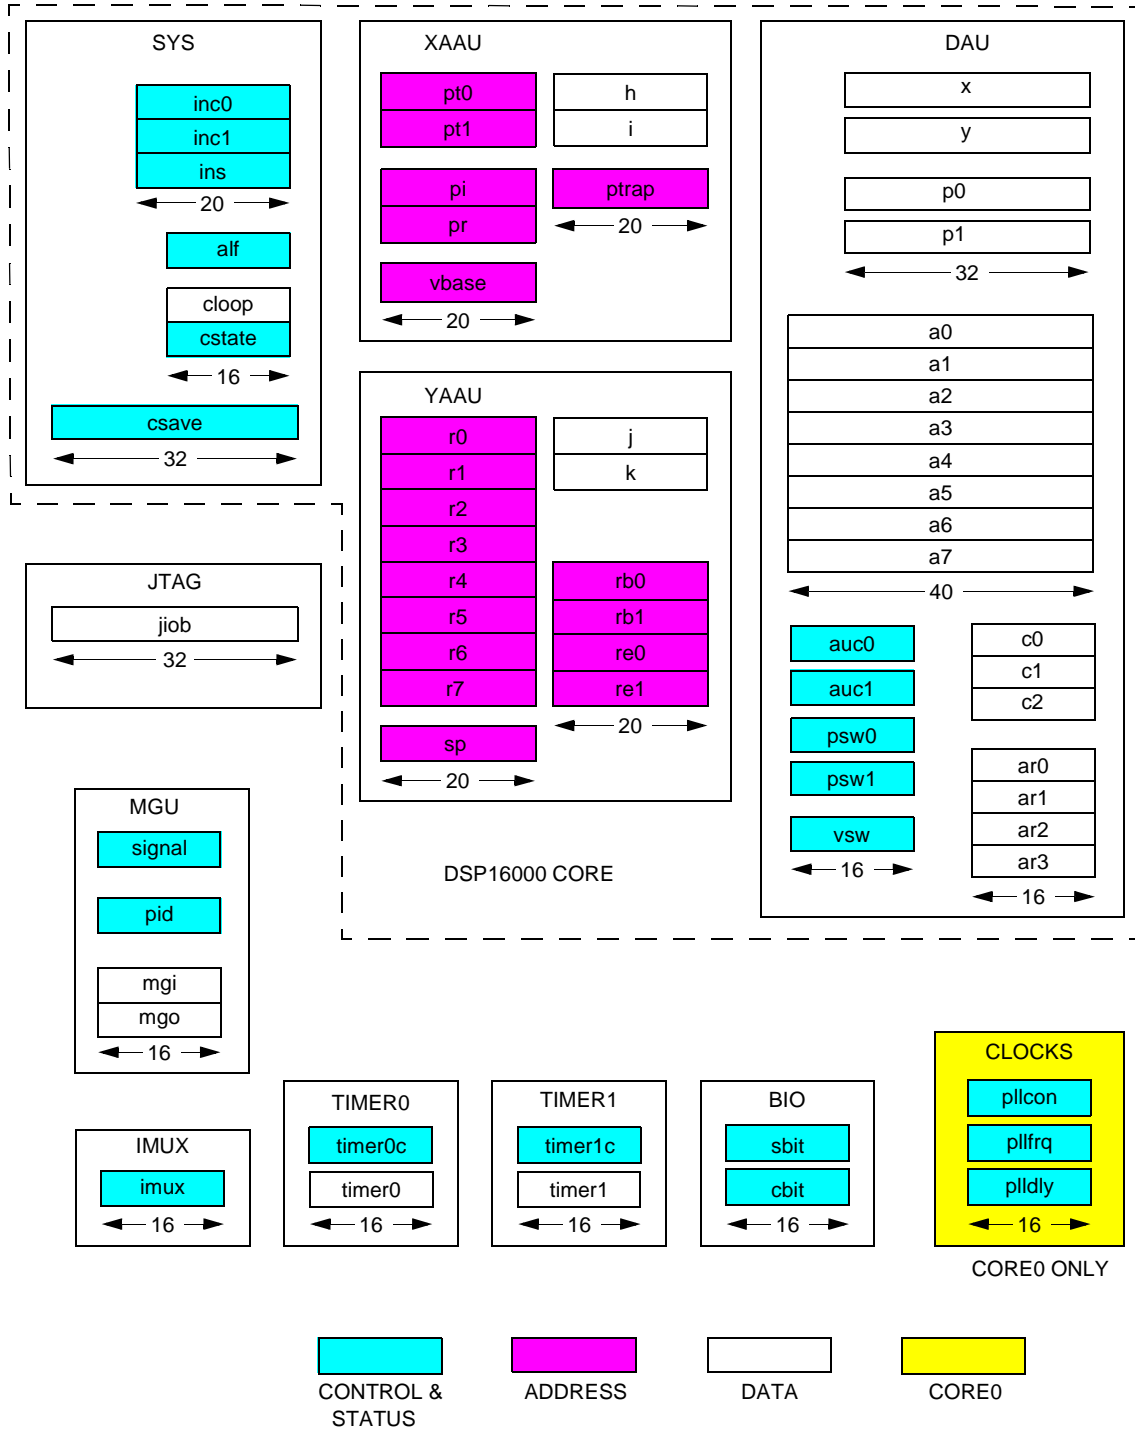 SYS
inc0
inc1
ins
20
alf
cloop
cstate
16
csave
32
XAAU
pt0
pt1
h
i
pi
pr
ptrap
20
vbase
20
DAU
x
y
p0
p1
32
a0
a1
a2
a3
a4
a5
a6
a7
40
auc0
auc1
psw0
psw1
vsw
16
c0
c1
c2
ar0
ar1
ar2
ar3
16
YAAU
r0
r1
r2
r3
r4
r5
r6
r7
j
k
rb0
rb1
re0
re1
20
sp
20
DSP16000 CORE
JTAG
jiob
32
MGU
signal
pid
mgi
mgo
16
IMUX
imux
16
TIMER0
timer0c
timer0
16
TIMER1
timer1c
timer1
16
BIO
sbit
cbit
16
CLOCKS
pllcon
pllfrq
plldly
16
CORE0 ONLY
CONTROL &
STATUS
ADDRESS
DATA
CORE0